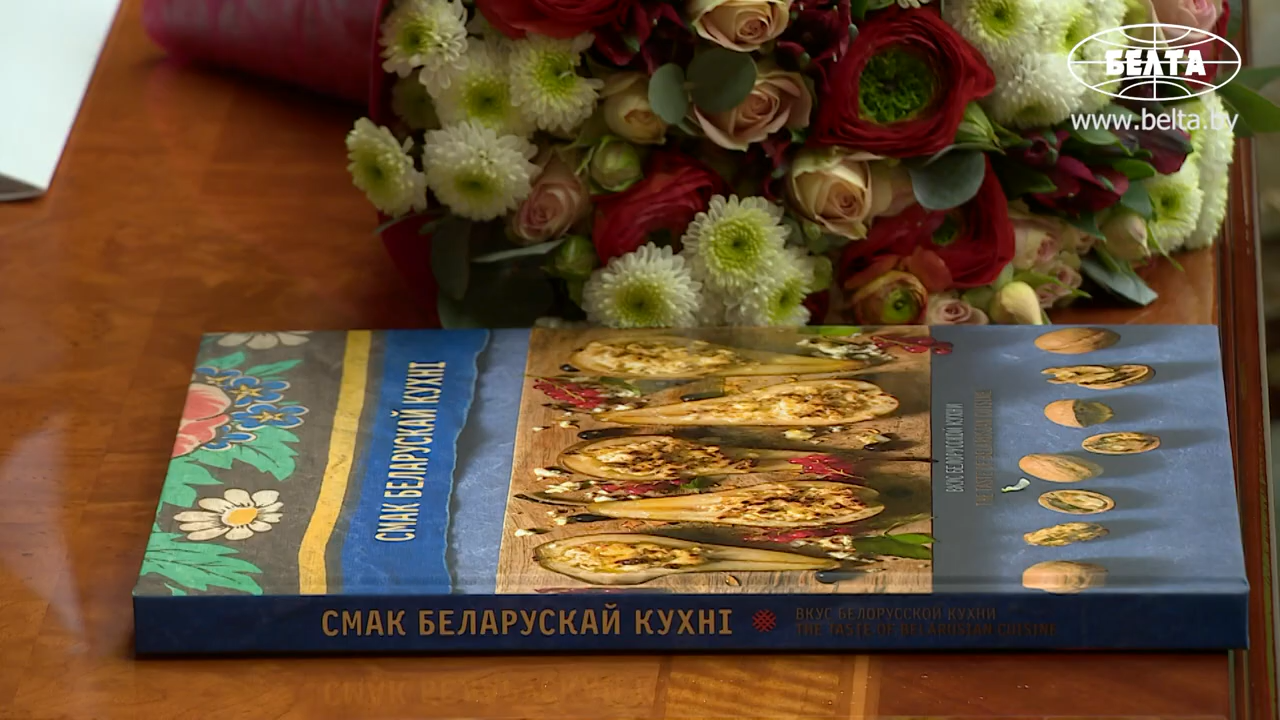 БЕЛТА
www.belta.by
СМАК БЕЛАРУСКАЙ КУХНІ
ВКУС БЕЛОРУССКОЙ КУХНИ
THE TASTE OF BELARUSIAN CUISINE
СМАК БЕЛАРУСКАЙ КУХНІ
ВКУС БЕЛОРУССКОЙ КУХНИ
THE TASTE OF BELARUSIAN CUISINE